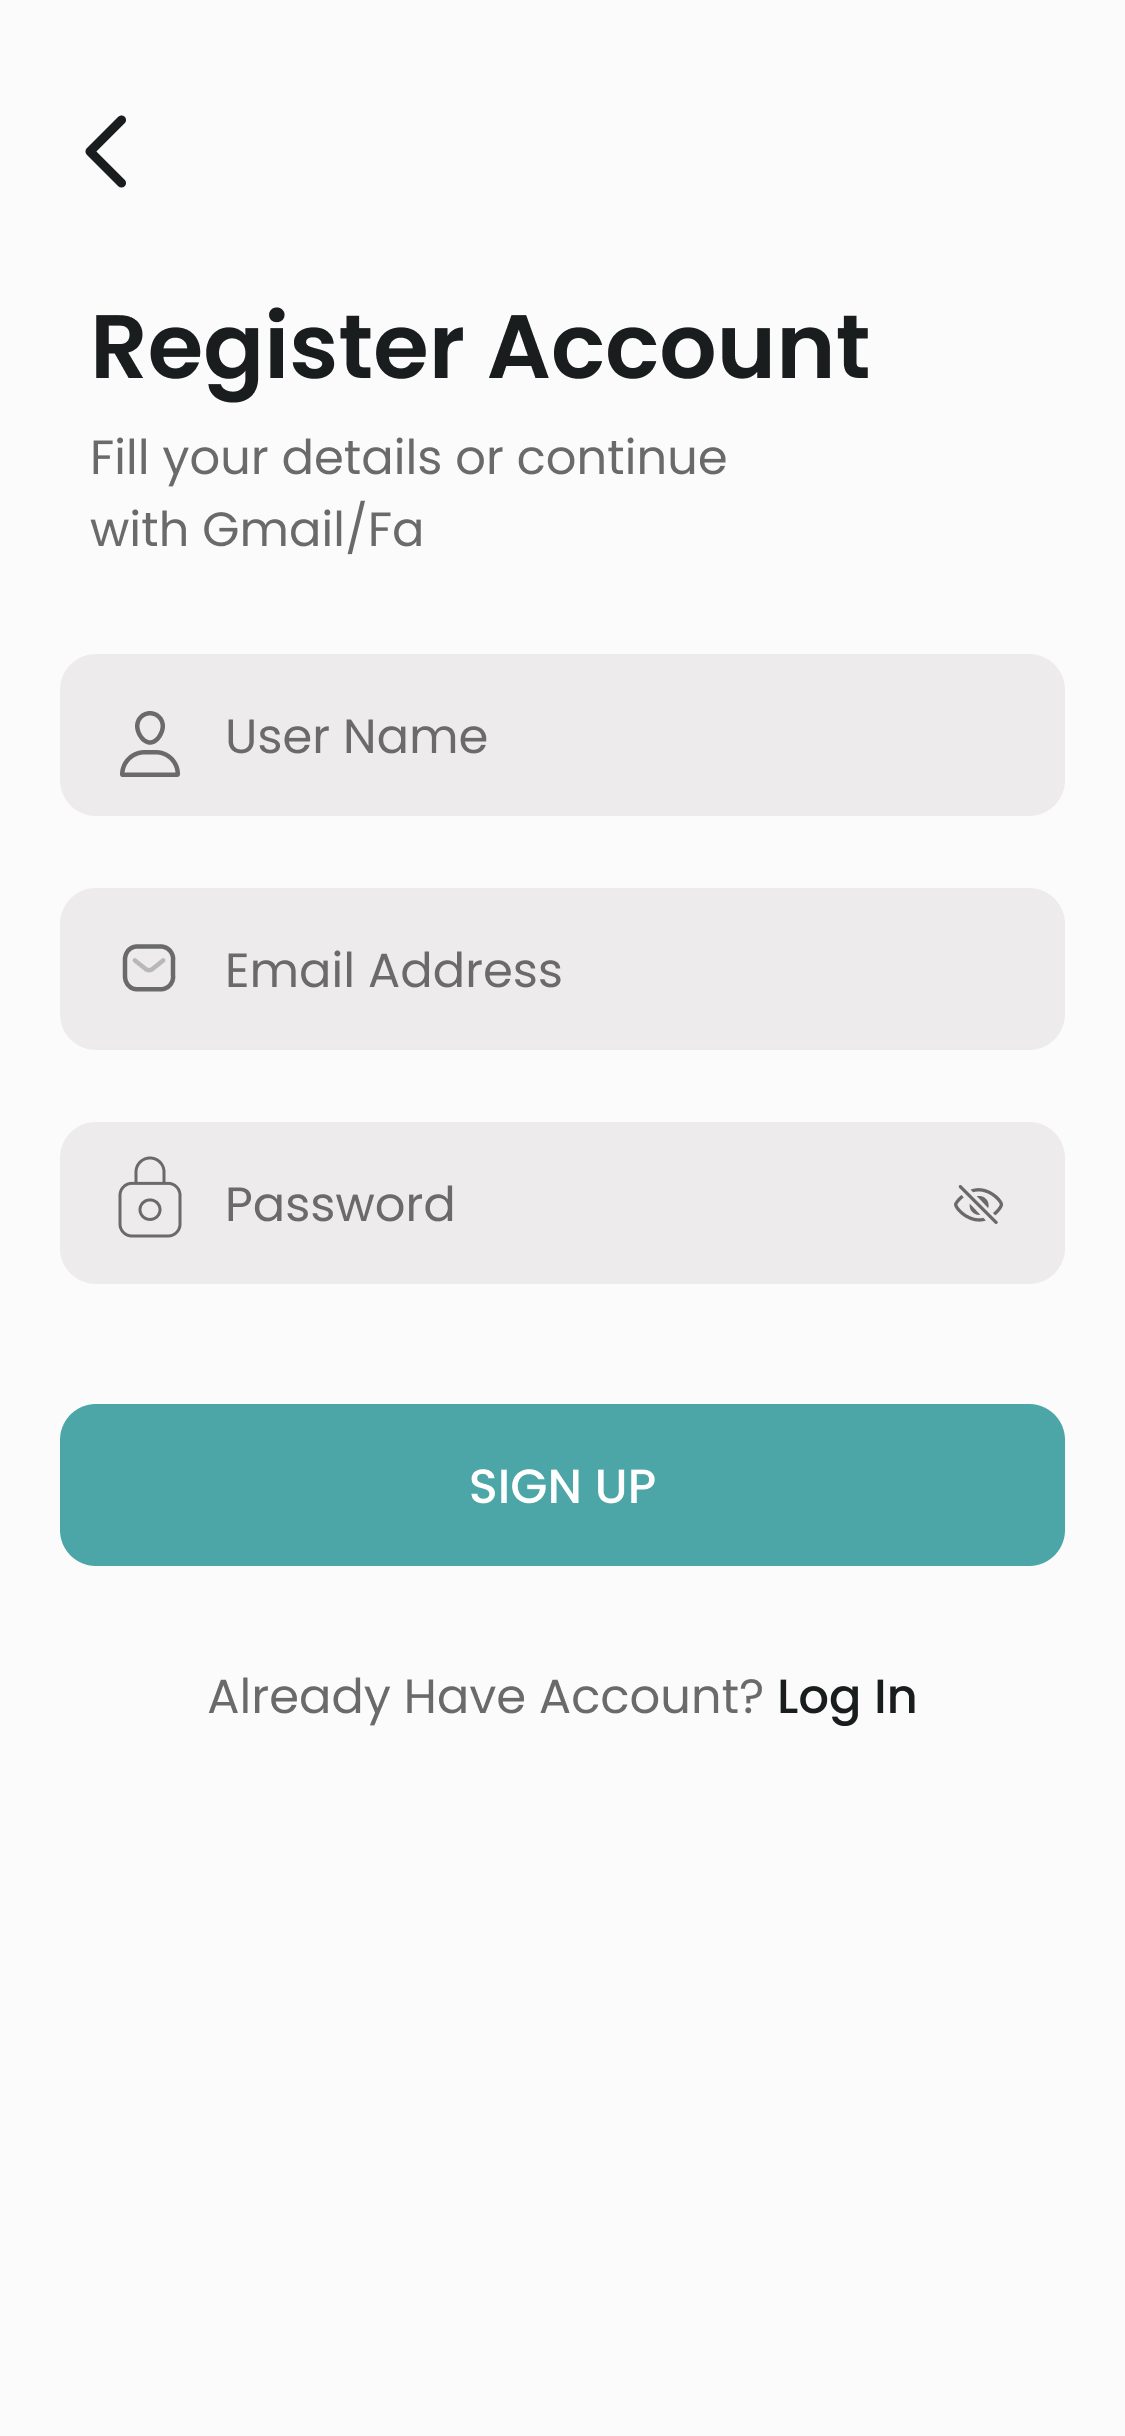 Register Account
Fill your details or continue
with Gmail/Fa
User Name
Email Address
Password
SIGN UP
Already Have Account? Log In